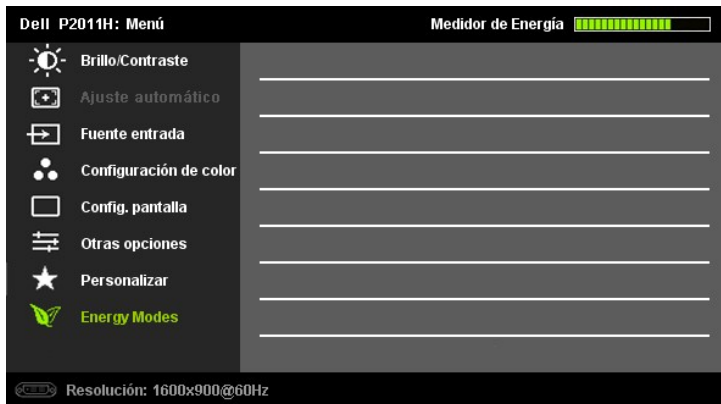 Dell P2011H: Menú
Medidor de Energía
Brillo/Contraste
Ajuste automático
Fuente entrada
Configuración de color
Config. pantalla
Otras opciones
Personalizar
Energy Modes
Resolución: 1600x900@60Hz